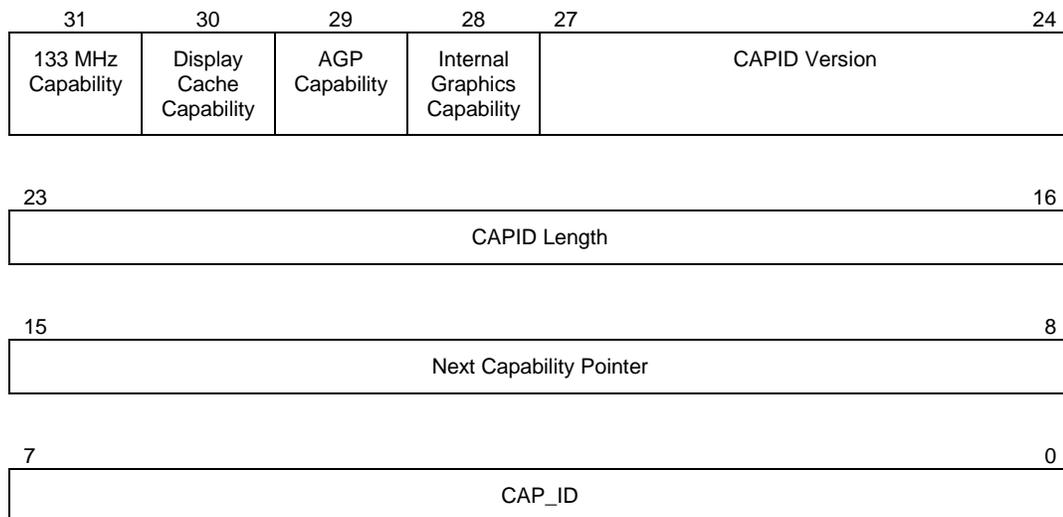 31 30 29 28 27 24
133 MHz Display AGP Internal CAPID Version
Capability Cache Capability Graphics
Capability Capability
23 16
CAPID Length
15 8
Next Capability Pointer
7 0
CAP_ID